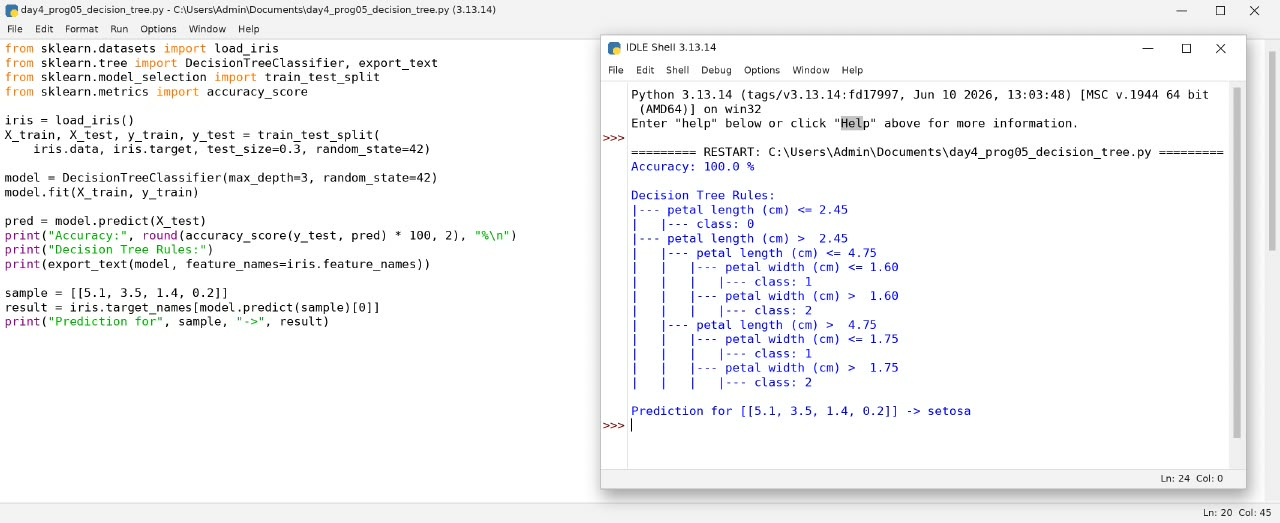 day4_prog05_decision_tree.py - C:\Users\Admin\Documents\day4_prog05_decision_tree.py (3.13.14)
File Edit Format Run Options Window Help
from sklearn.datasets import load_iris
from sklearn.tree import DecisionTreeClassifier, export_text
from sklearn.model_selection import train_test_split
from sklearn.metrics import accuracy_score

iris = load_iris()
X_train, X_test, y_train, y_test = train_test_split(
    iris.data, iris.target, test_size=0.3, random_state=42)

model = DecisionTreeClassifier(max_depth=3, random_state=42)
model.fit(X_train, y_train)

pred = model.predict(X_test)
print("Accuracy:", round(accuracy_score(y_test, pred) * 100, 2), "%\n")
print("Decision Tree Rules:")
print(export_text(model, feature_names=iris.feature_names))

sample = [[5.1, 3.5, 1.4, 0.2]]
result = iris.target_names[model.predict(sample)[0]]
print("Prediction for", sample, "->", result)
IDLE Shell 3.13.14
File Edit Shell Debug Options Window Help
Python 3.13.14 (tags/v3.13.14:fd17997, Jun 10 2026, 13:03:48) [MSC v.1944 64 bit
 (AMD64)] on win32
Enter "help" below or click "Help" above for more information.
>>>
========= RESTART: C:\Users\Admin\Documents\day4_prog05_decision_tree.py =========
Accuracy: 100.0 %

Decision Tree Rules:
|--- petal length (cm) <= 2.45
|   |--- class: 0
|--- petal length (cm) >  2.45
|   |--- petal length (cm) <= 4.75
|   |   |--- petal width (cm) <= 1.60
|   |   |   |--- class: 1
|   |   |--- petal width (cm) >  1.60
|   |   |   |--- class: 2
|   |--- petal length (cm) >  4.75
|   |   |--- petal width (cm) <= 1.75
|   |   |   |--- class: 1
|   |   |--- petal width (cm) >  1.75
|   |   |   |--- class: 2

Prediction for [[5.1, 3.5, 1.4, 0.2]] -> setosa
>>>
Ln: 24 Col: 0
Ln: 20 Col: 45